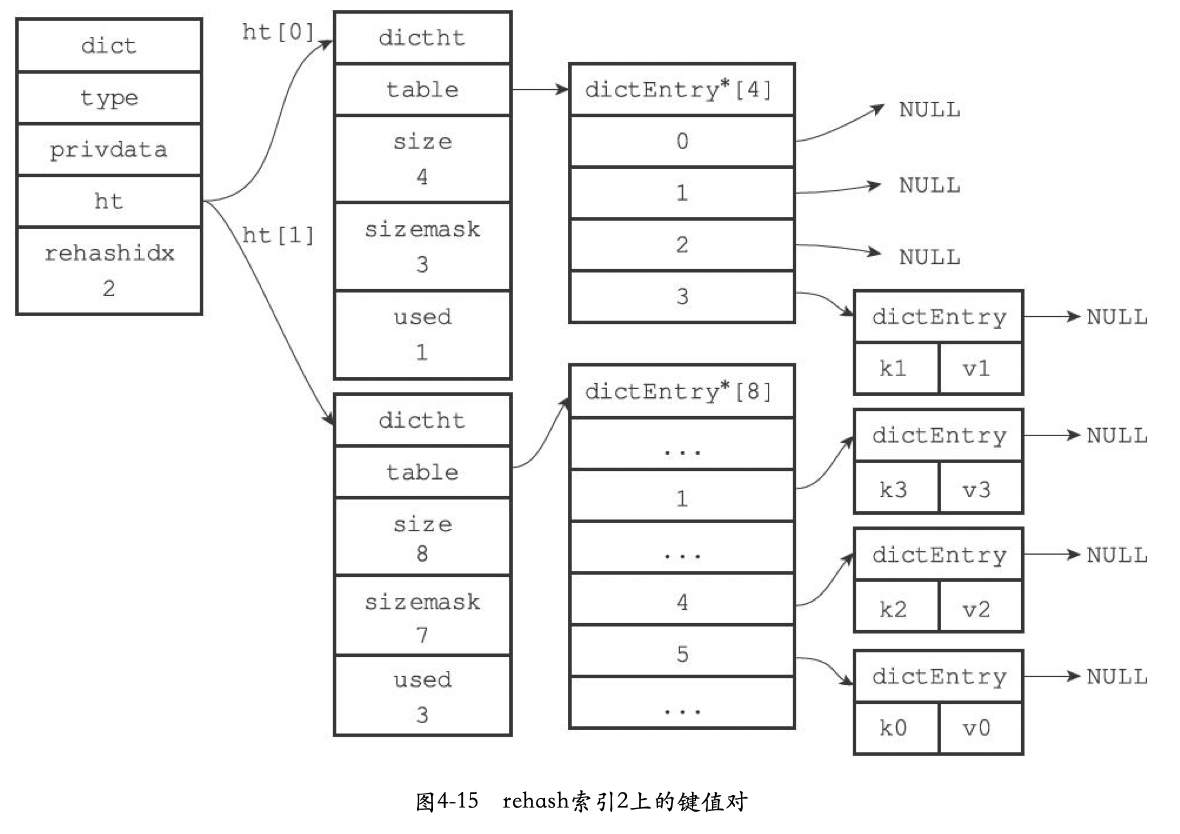 dict
type
privdata
ht
rehashidx
2
ht[0]
ht[1]
dictht
table
size
4
sizemask
3
used
1
dictht
table
size
8
sizemask
7
used
3
dictEntry*[4]
0
1
2
3
NULL
NULL
NULL
dictEntry
NULL
k1 v1
dictEntry*[8]
...
1
...
4
5
...
dictEntry
NULL
k3 v3
dictEntry
NULL
k2 v2
dictEntry
NULL
k0 v0
图4-15 rehash索引2上的键值对